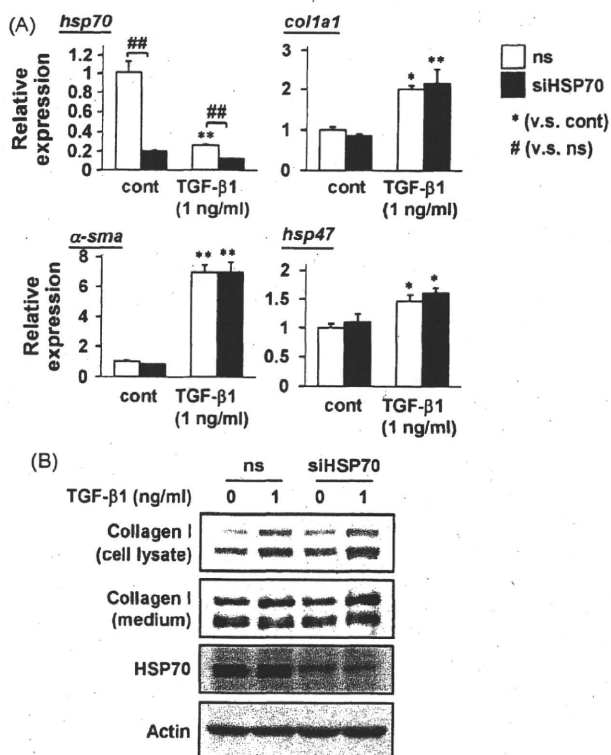 (A)
hsp70
Relative expression
1.2
1
0.8
0.6
0.4
0.2
0
##
##
**
cont
TGF-β1
(1 ng/ml)
col1a1
3
2
1
0
*
**
cont
TGF-β1
(1 ng/ml)
ns
siHSP70
* (v.s. cont)
# (v.s. ns)
α-sma
Relative expression
8
6
4
2
0
**
**
cont
TGF-β1
(1 ng/ml)
hsp47
2
1.5
1
0.5
0
*
*
cont
TGF-β1
(1 ng/ml)
(B)
ns siHSP70
TGF-β1 (ng/ml) 0 1 0 1
Collagen I
(cell lysate)
Collagen I
(medium)
HSP70
Actin